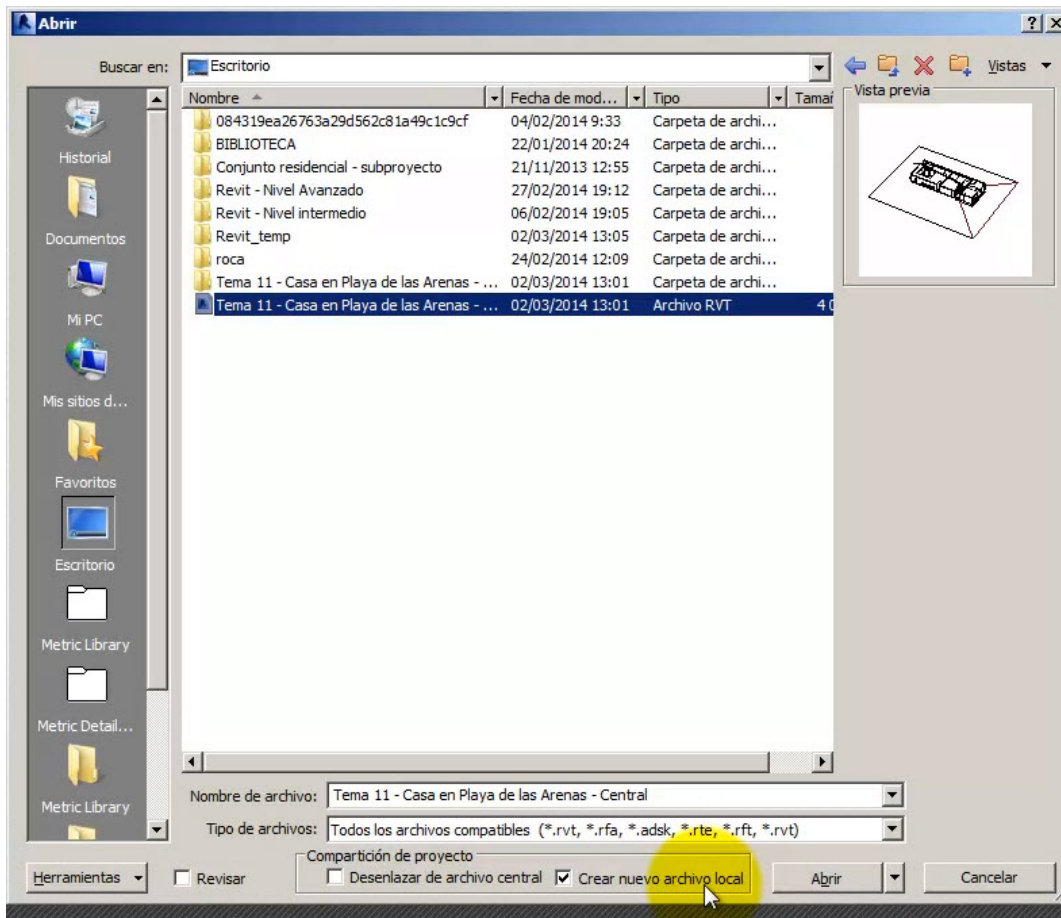 Abrir
Buscar en: Escritorio Vistas
Nombre Fecha de mod... Tipo Tamañ
Vista previa
084319ea26763a29d562c81a49c1c9cf 04/02/2014 9:33 Carpeta de archi...
BIBLIOTECA 22/01/2014 20:24 Carpeta de archi...
Conjunto residencial - subproyecto 21/11/2013 12:55 Carpeta de archi...
Revit - Nivel Avanzado 27/02/2014 19:12 Carpeta de archi...
Revit - Nivel intermedio 06/02/2014 19:05 Carpeta de archi...
Revit_temp 02/03/2014 13:05 Carpeta de archi...
roca 24/02/2014 12:09 Carpeta de archi...
Tema 11 - Casa en Playa de las Arenas - ... 02/03/2014 13:01 Carpeta de archi...
Tema 11 - Casa en Playa de las Arenas - ... 02/03/2014 13:01 Archivo RVT 4 0
Historial
Documentos
Mi PC
Mis sitios d...
Favoritos
Escritorio
Metric Library
Metric Detail...
Metric Library
Nombre de archivo: Tema 11 - Casa en Playa de las Arenas - Central
Tipo de archivos: Todos los archivos compatibles (*.rvt, *.rfa, *.adsk, *.rte, *.rft, *.rvt)
Compartición de proyecto
Herramientas Revisar Desenlazar de archivo central Crear nuevo archivo local Abrir Cancelar